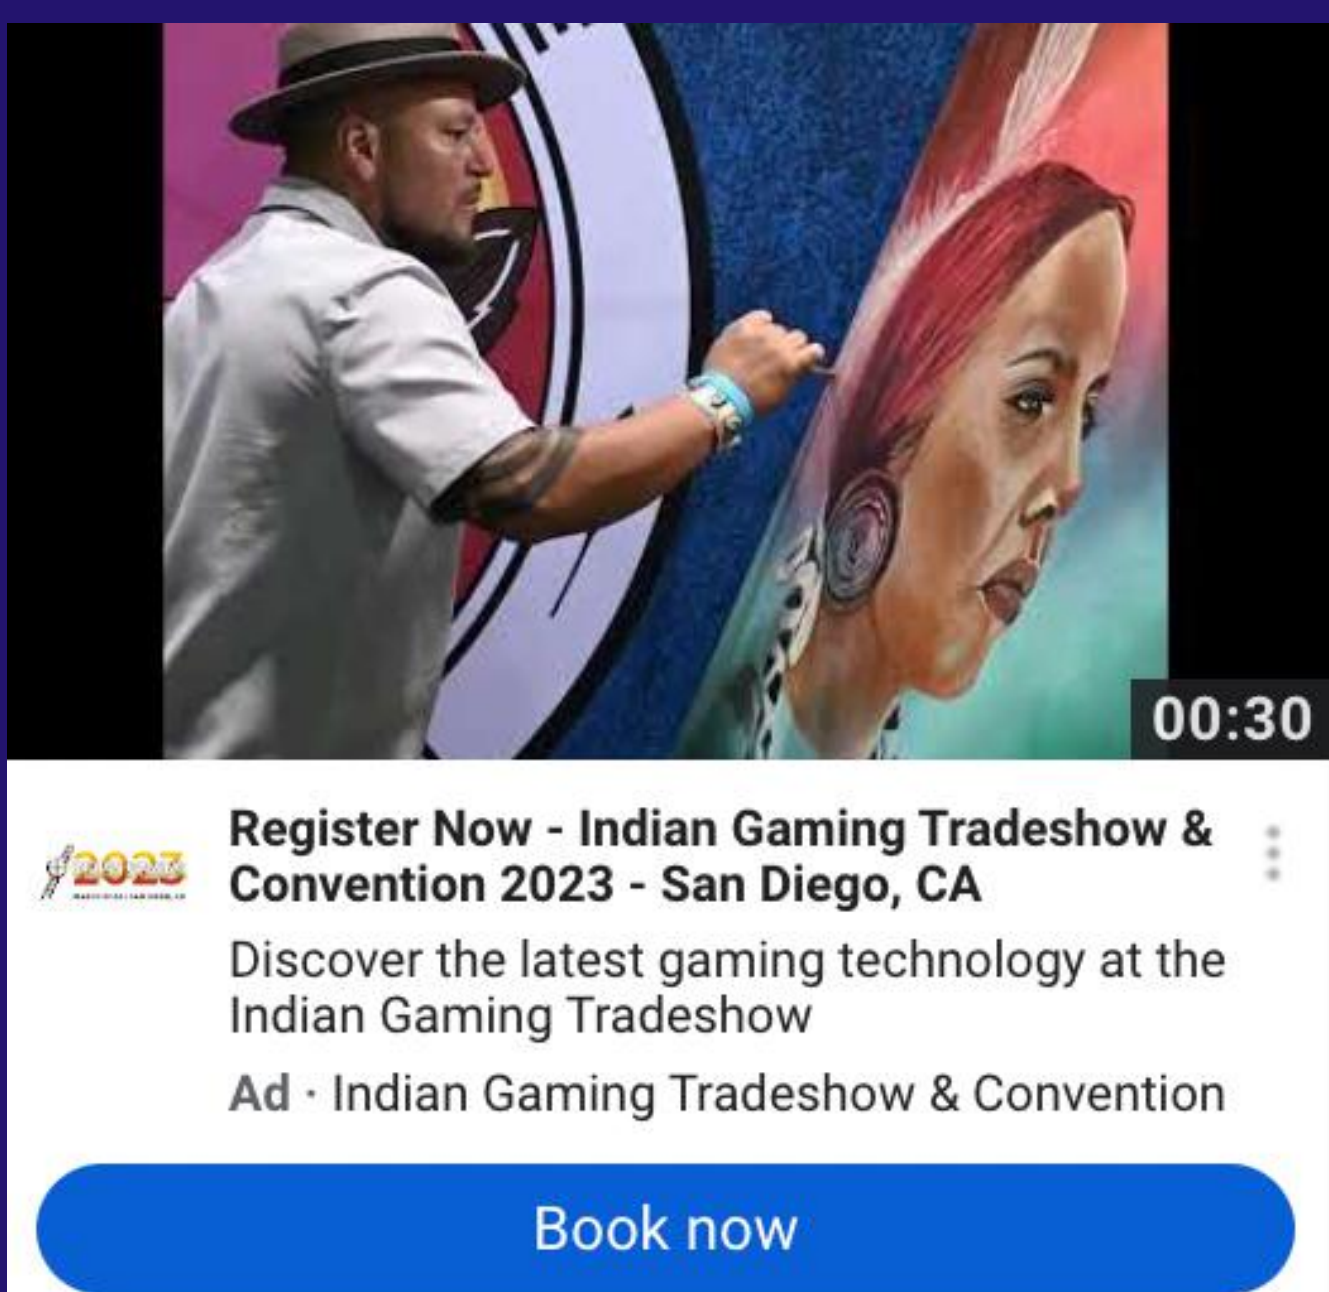 00:30
2023
Register Now - Indian Gaming Tradeshow &
Convention 2023 - San Diego, CA
Discover the latest gaming technology at the
Indian Gaming Tradeshow
Ad · Indian Gaming Tradeshow & Convention
Book now